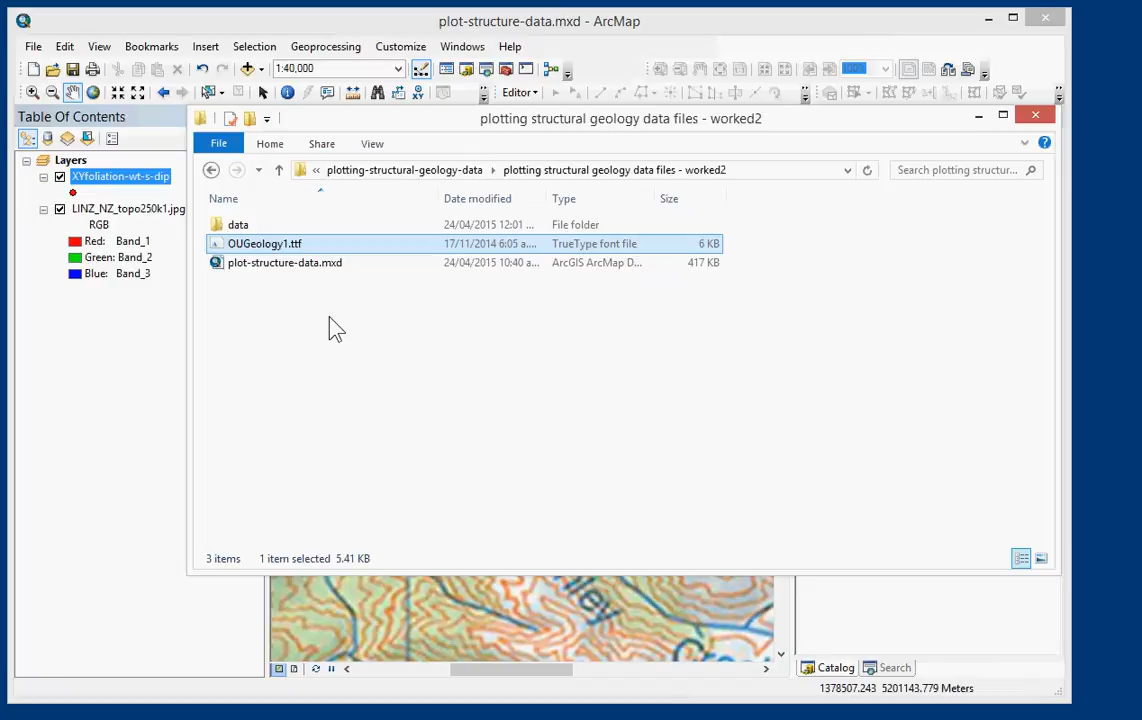 plot-structure-data.mxd - ArcMap
File Edit View Bookmarks Insert Selection Geoprocessing Customize Windows Help
1:40,000
Editor
Table Of Contents
plotting structural geology data files - worked2
File Home Share View
« plotting-structural-geology-data plotting structural geology data files - worked2 Search plotting structur...
Layers
XYfoliation-wt-s-dip
LINZ_NZ_topo250k1.jpg
RGB
Red: Band_1
Green: Band_2
Blue: Band_3
Name Date modified Type Size
data 24/04/2015 12:01 ... File folder
OUGeology1.ttf 17/11/2014 6:05 a.... TrueType font file 6 KB
plot-structure-data.mxd 24/04/2015 10:40 a... ArcGIS ArcMap D... 417 KB
3 items 1 item selected 5.41 KB
Catalog Search
1378507.243 5201143.779 Meters